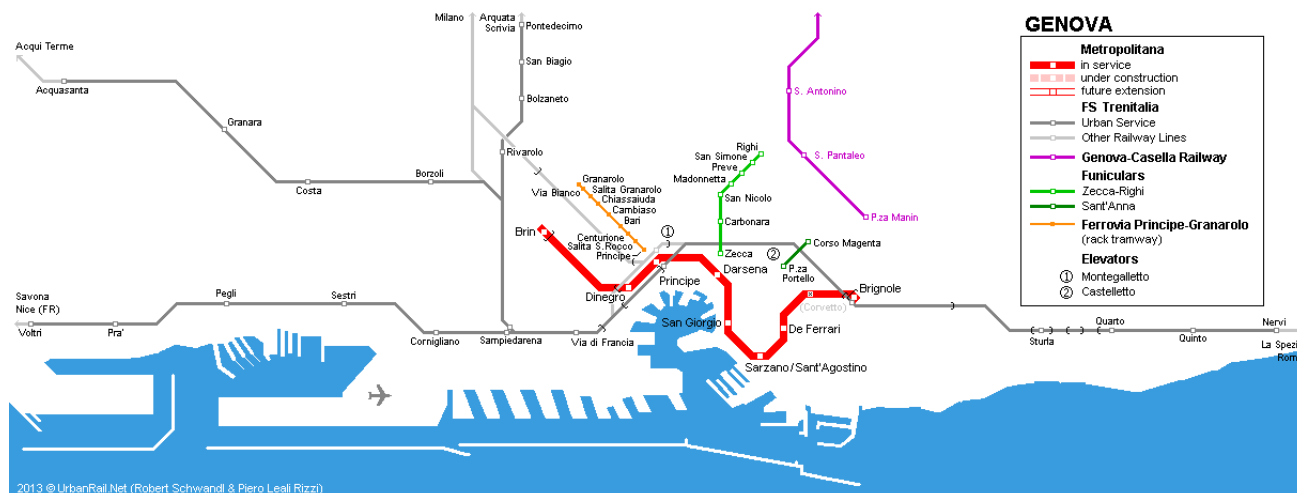 GENOVA
Metropolitana
in service
under construction
future extension
FS Trenitalia
Urban Service
Other Railway Lines
Genova-Casella Railway
Funiculars
Zecca-Righi
Sant'Anna
Ferrovia Principe-Granarolo
(rack tramway)
Elevators
1 Montegalletto
2 Castelletto
Milano
Arquata
Scrivia
Pontedecimo
San Biagio
Bolzaneto
Rivarolo
Acqui Terme
Acquasanta
Granara
Costa
Borzoli
Via Bianco
Granarolo
Salita Granarolo
Chiassaiuda
Cambiaso
Bari
Centurione
Salita S.Rocco
Principe
Righi
San Simone
Preve
Madonnetta
San Nicolo
Carbonara
Zecca
S. Antonino
S. Pantaleo
P.za Manin
1
2
Corso Magenta
P.za
Portello
Brin
Dinegro
Principe
Darsena
San Giorgio
Sarzano/Sant'Agostino
De Ferrari
(Corvetto)
Brignole
Savona
Nice (FR)
Voltri
Pra'
Pegli
Sestri
Cornigliano
Sampiedarena
Via di Francia
Sturla
Quarto
Quinto
Nervi
La Spezi
Rom
2013 © UrbanRail.Net (Robert Schwandl & Piero Leali Rizzi)